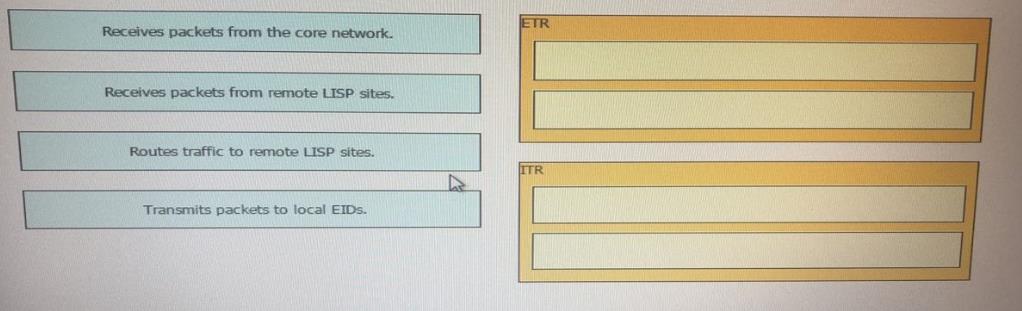 Receives packets from the core network.
Receives packets from remote LISP sites.
Routes traffic to remote LISP sites.
Transmits packets to local EIDs.
ETR
ITR